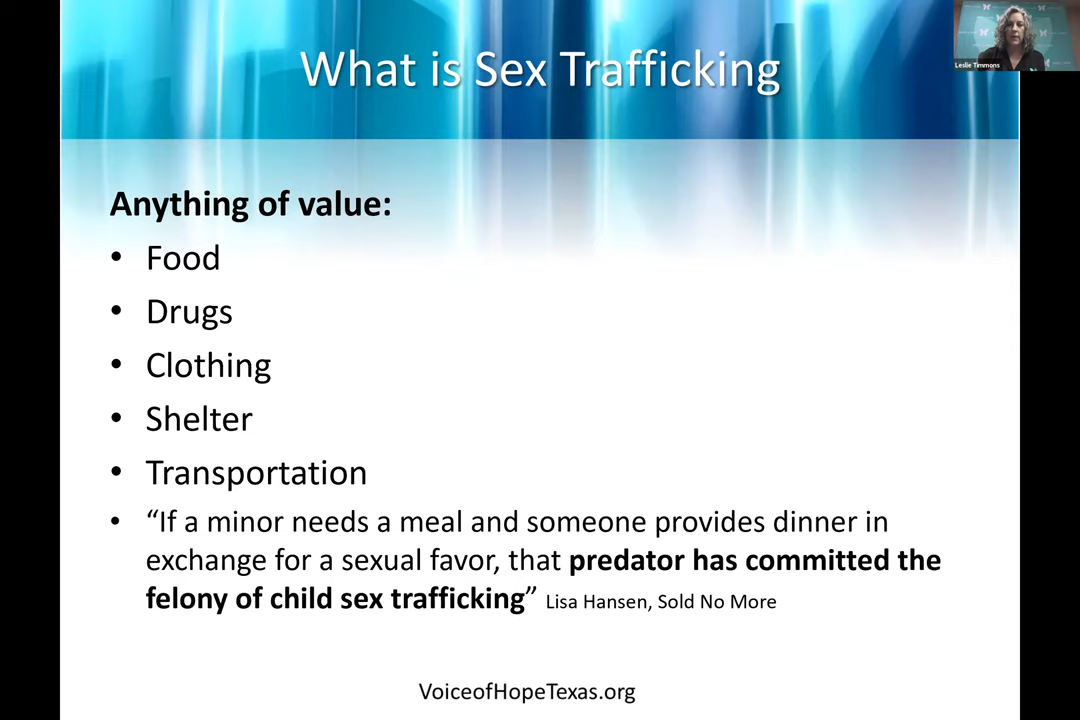 What is Sex Trafficking
Leslie Timmons
Anything of value:
• Food
• Drugs
• Clothing
• Shelter
• Transportation
• “If a minor needs a meal and someone provides dinner in
exchange for a sexual favor, that predator has committed the
felony of child sex trafficking” Lisa Hansen, Sold No More
VoiceofHopeTexas.org